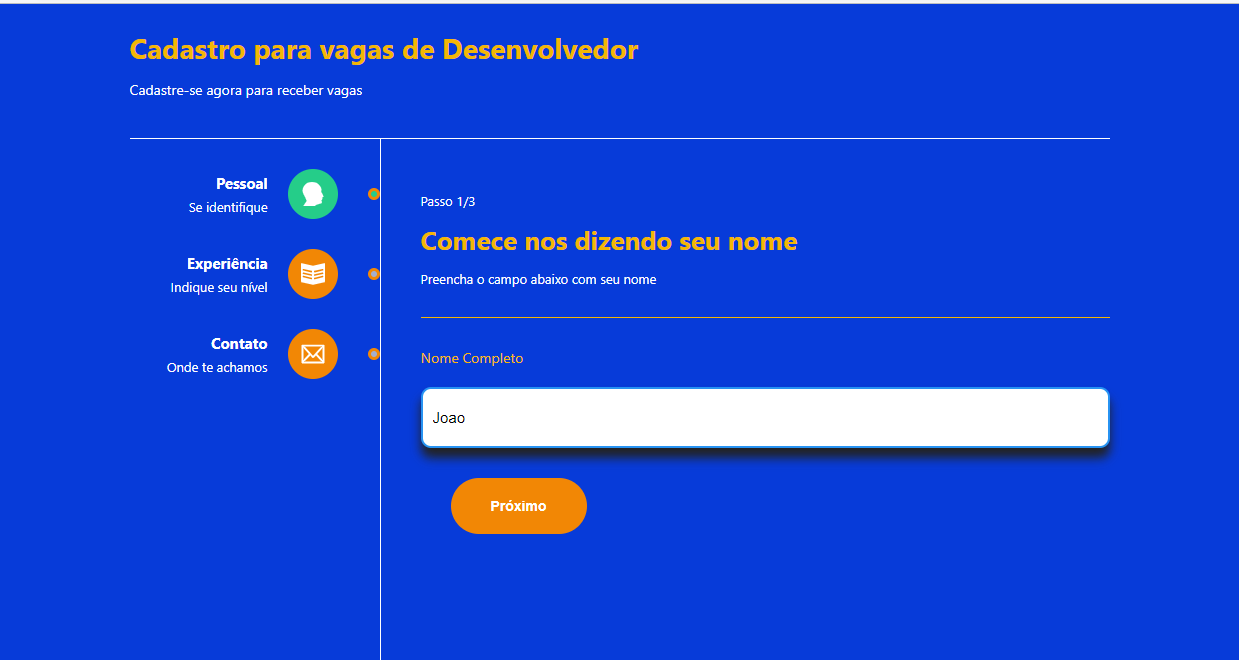 Cadastro para vagas de Desenvolvedor
Cadastre-se agora para receber vagas
Pessoal
Se identifique
Experiência
Indique seu nível
Contato
Onde te achamos
Passo 1/3
Comece nos dizendo seu nome
Preencha o campo abaixo com seu nome
Nome Completo
Joao
Próximo